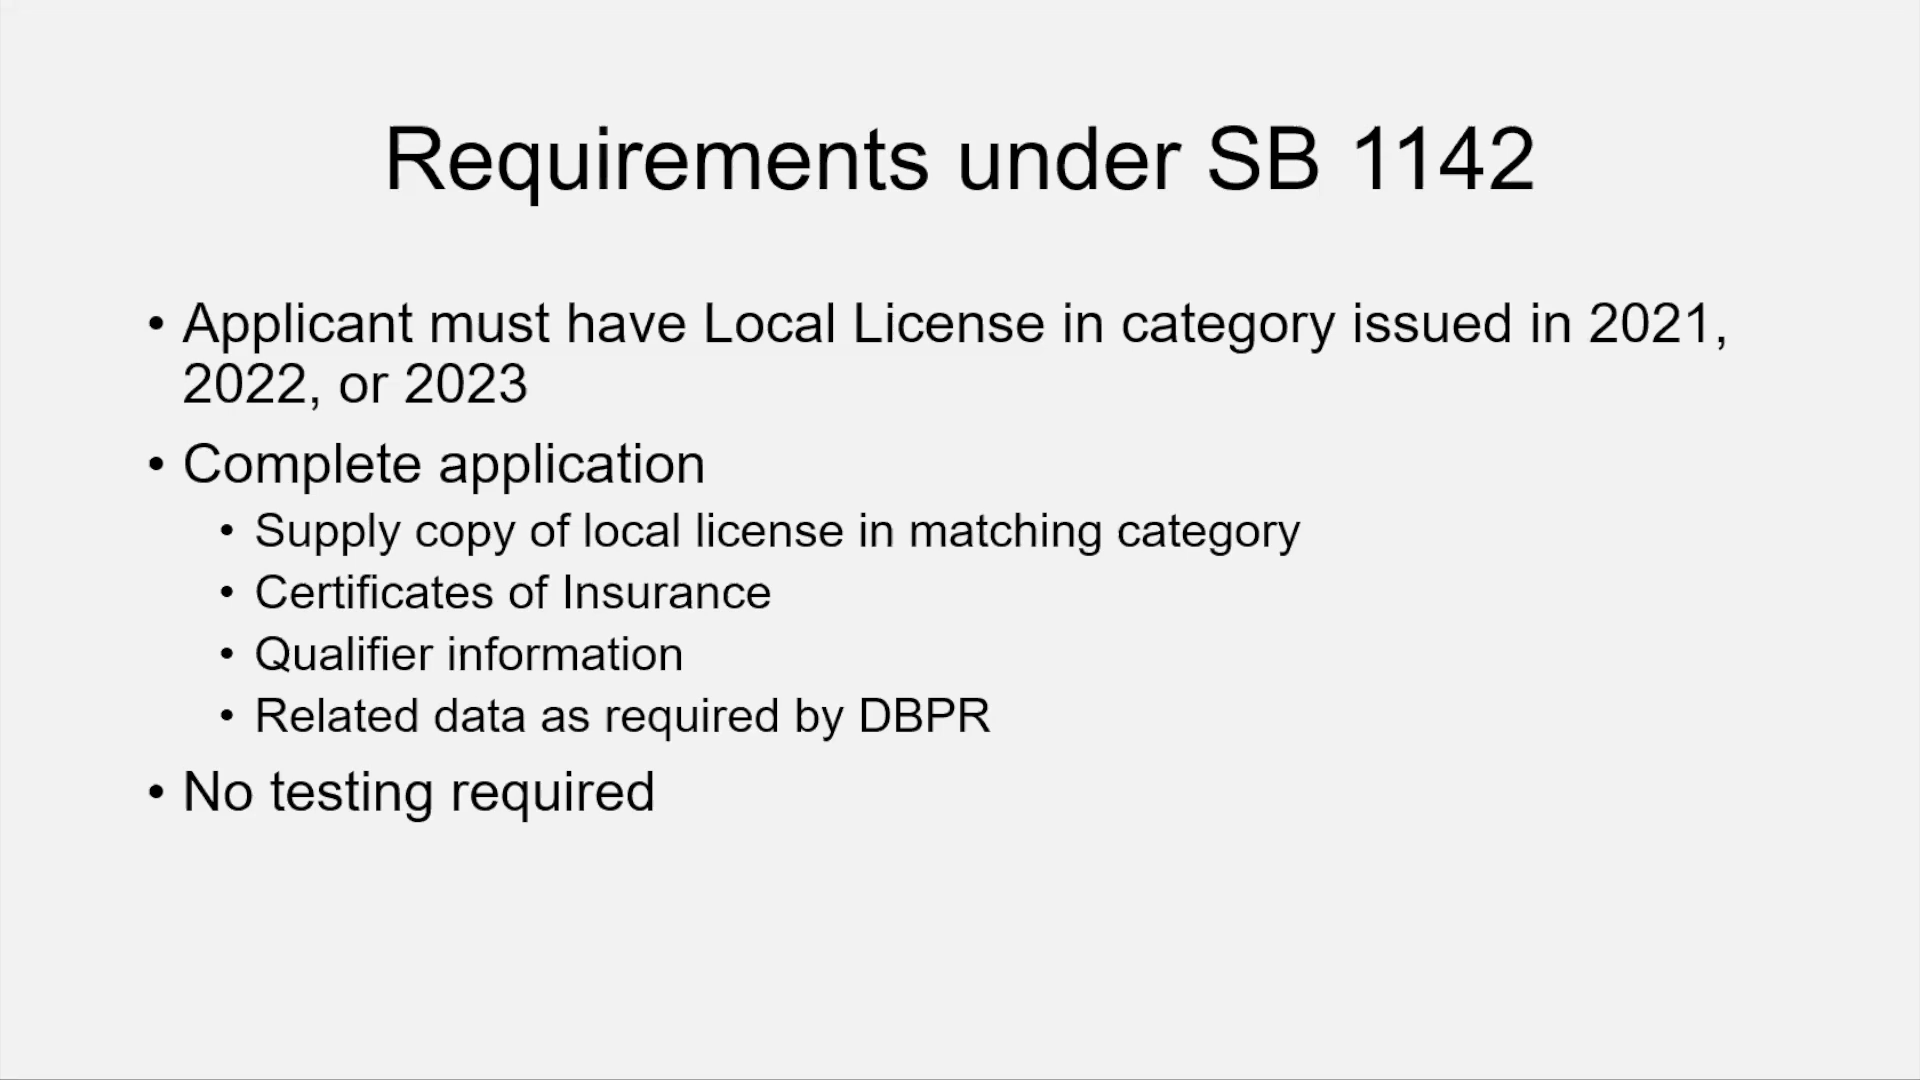 Requirements under SB 1142
• Applicant must have Local License in category issued in 2021,
2022, or 2023
• Complete application
• Supply copy of local license in matching category
• Certificates of Insurance
• Qualifier information
• Related data as required by DBPR
• No testing required